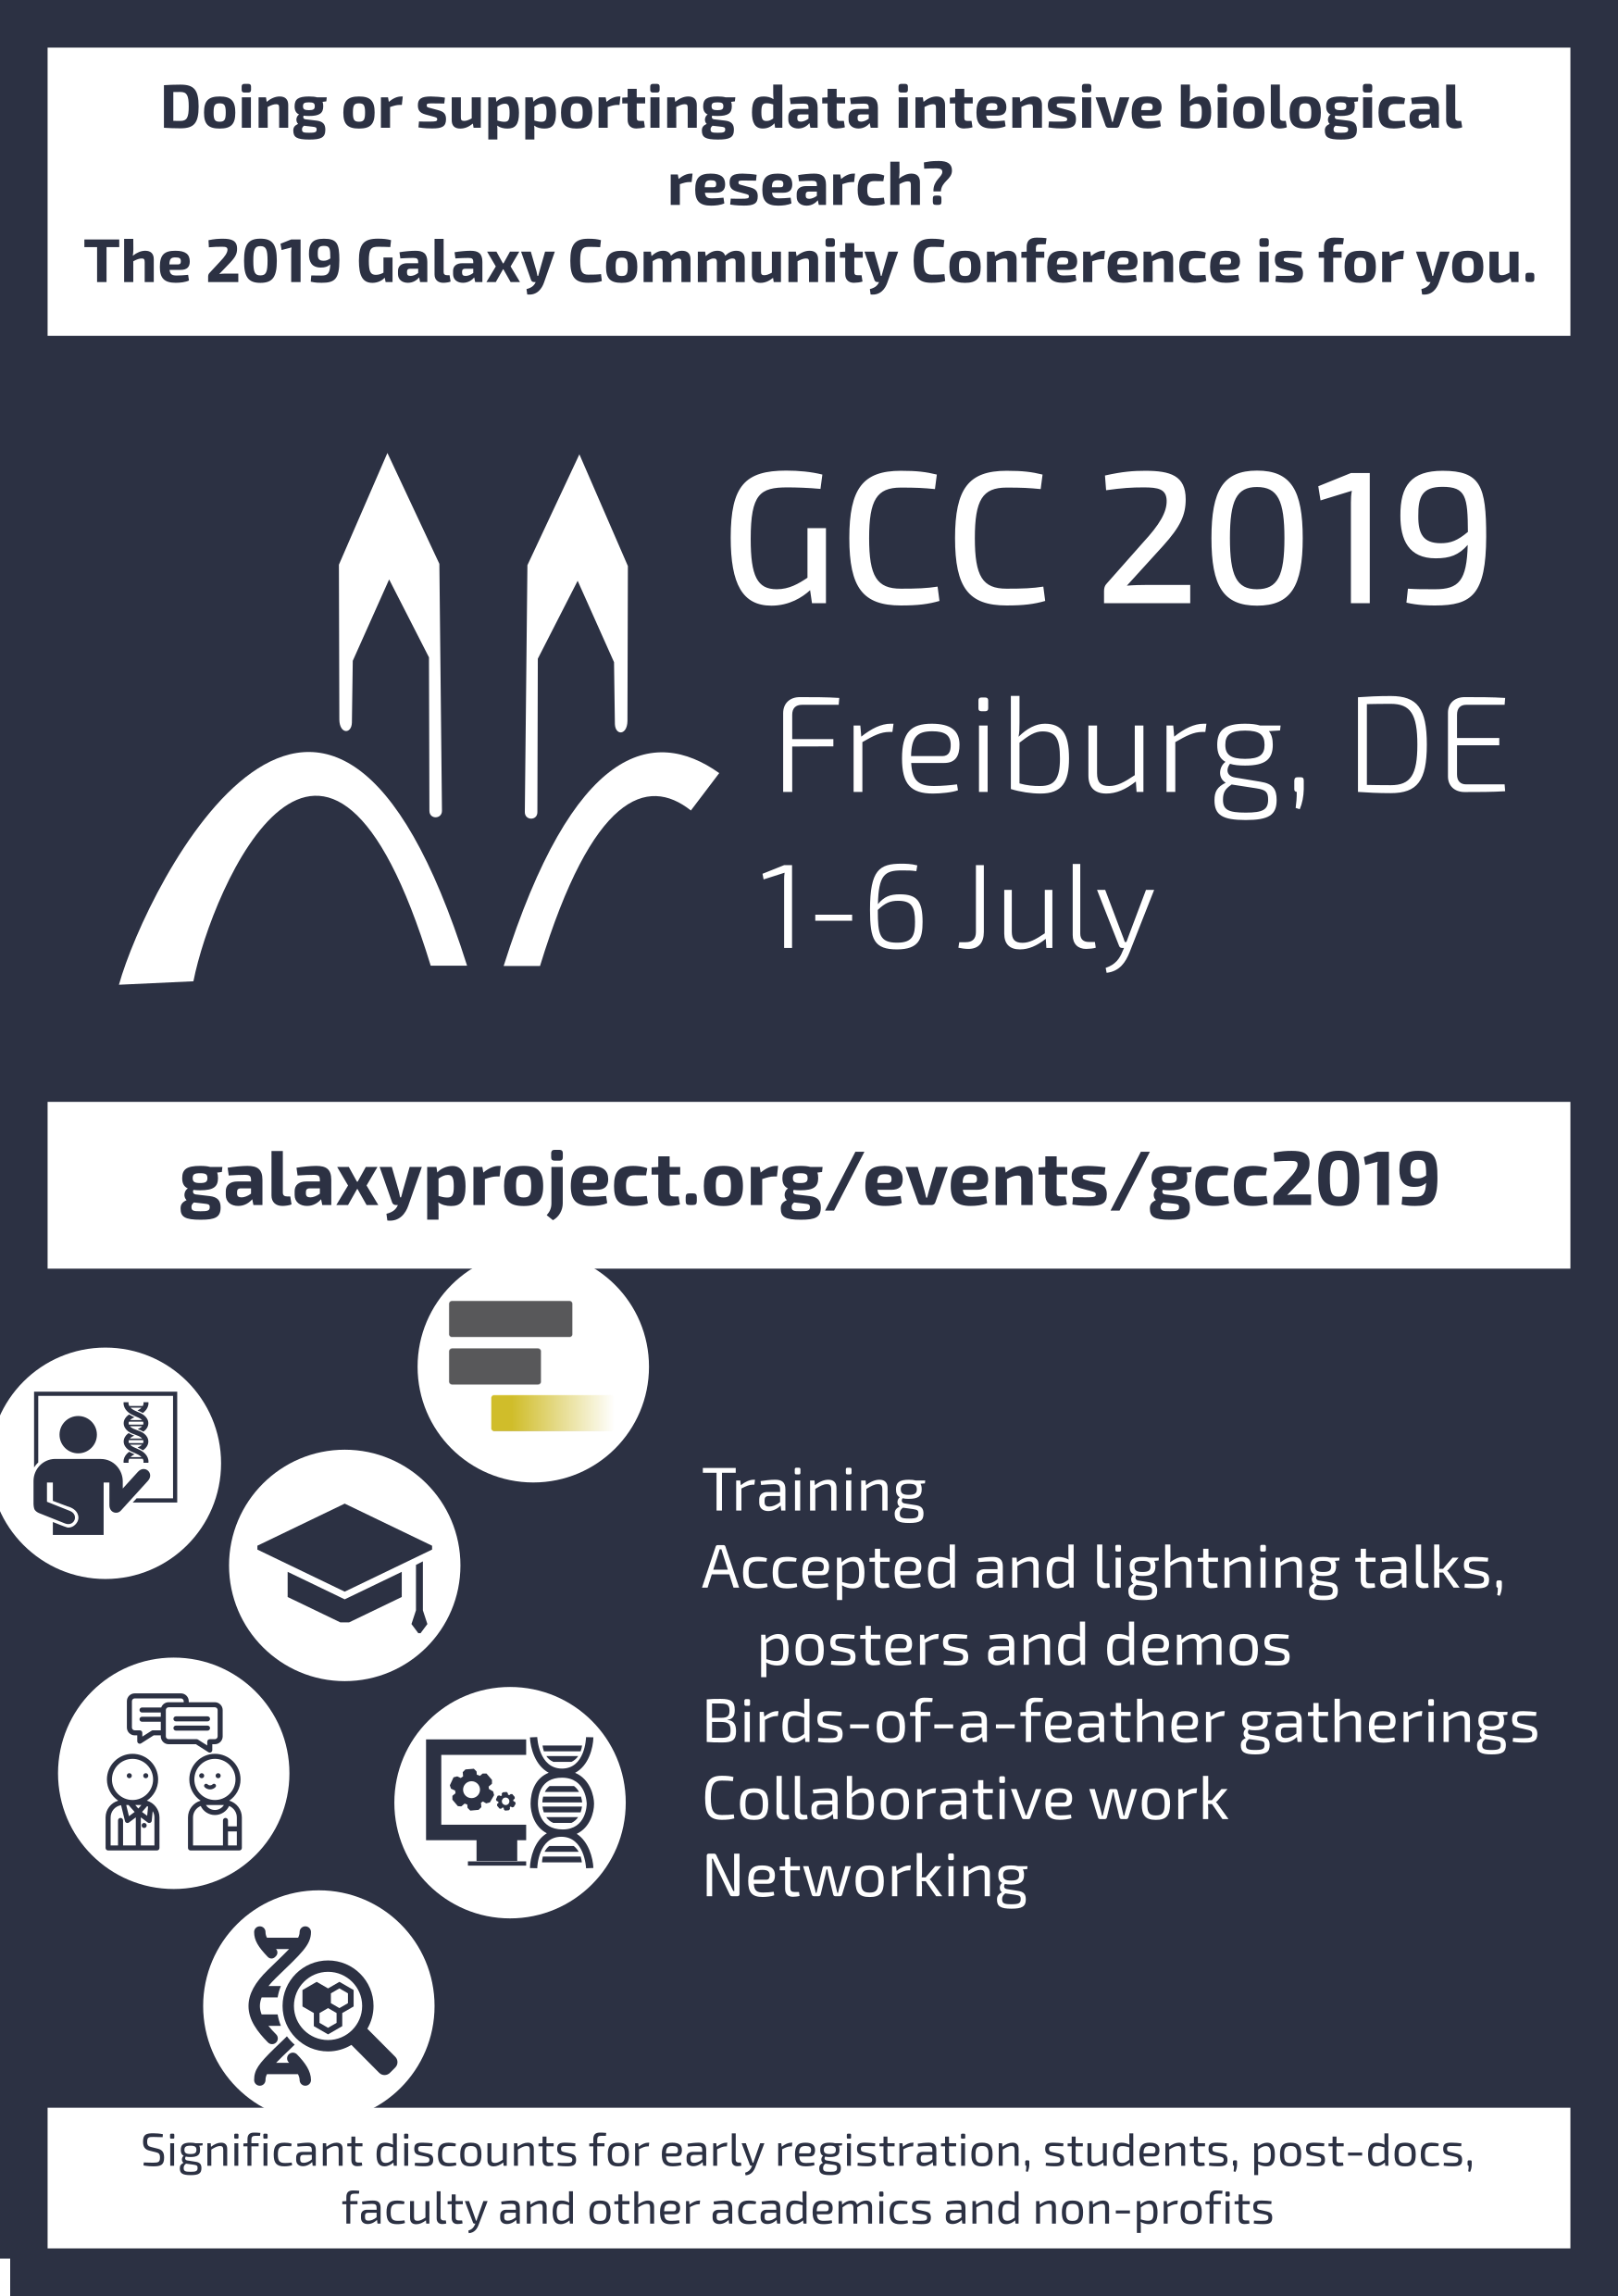 Doing or supporting data intensive biological
research?
The 2019 Galaxy Community Conference is for you.
GCC 2019
Freiburg, DE
1-6 July
galaxyproject.org/events/gcc2019
Training
Accepted and lightning talks,
posters and demos
Birds-of-a-feather gatherings
Collaborative work
Networking
Significant discounts for early registration, students, post-docs,
faculty and other academics and non-profits